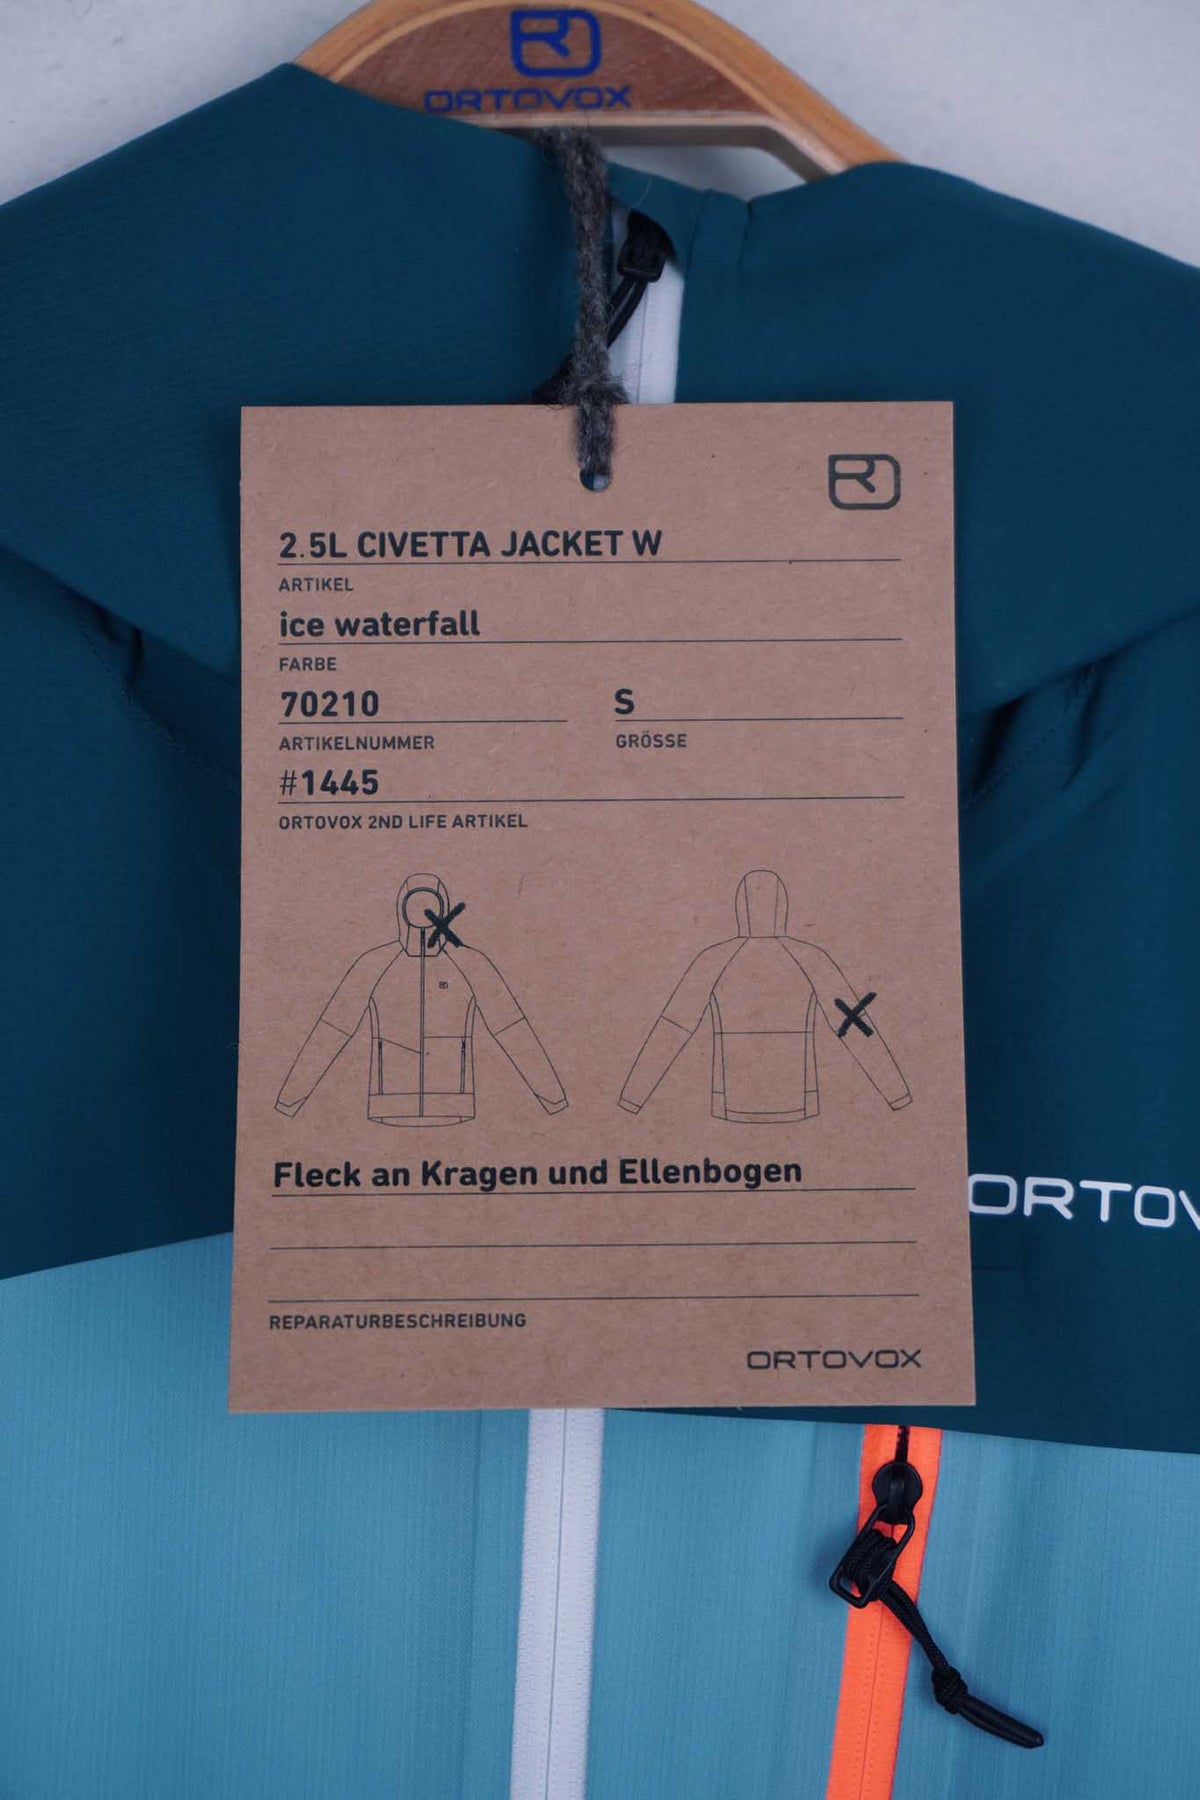 ORTOVOX
2.5L CIVETTA JACKET W
ARTIKEL
ice waterfall
FARBE
70210 S
ARTIKELNUMMER GRÖSSE
#1445
ORTOVOX 2ND LIFE ARTIKEL
Fleck an Kragen und Ellenbogen
REPARATURBESCHREIBUNG
ORTOVOX
ORTOV